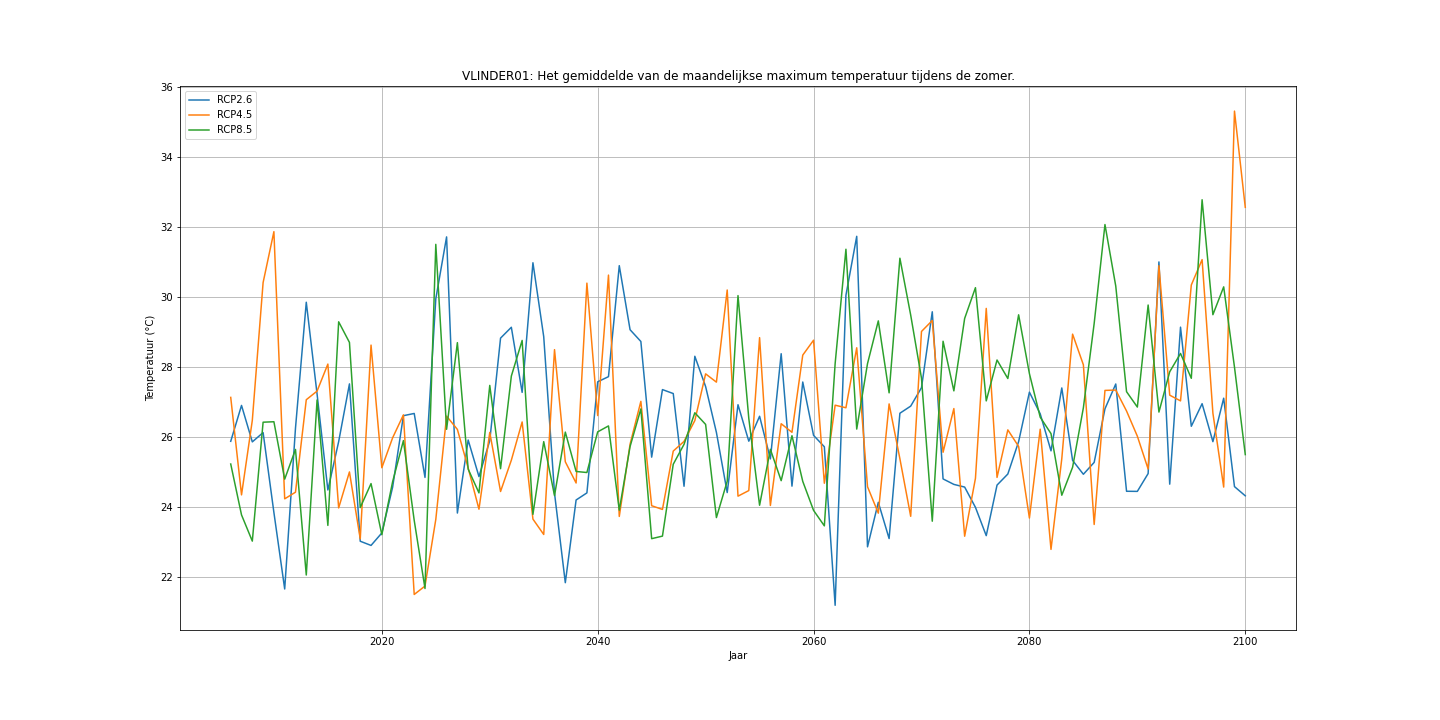 VLINDER01: Het gemiddelde van de maandelijkse maximum temperatuur tijdens de zomer.
RCP2.6
RCP4.5
RCP8.5
Temperatuur (°C)
36
34
32
30
28
26
24
22
2020
2040
2060
2080
2100
Jaar